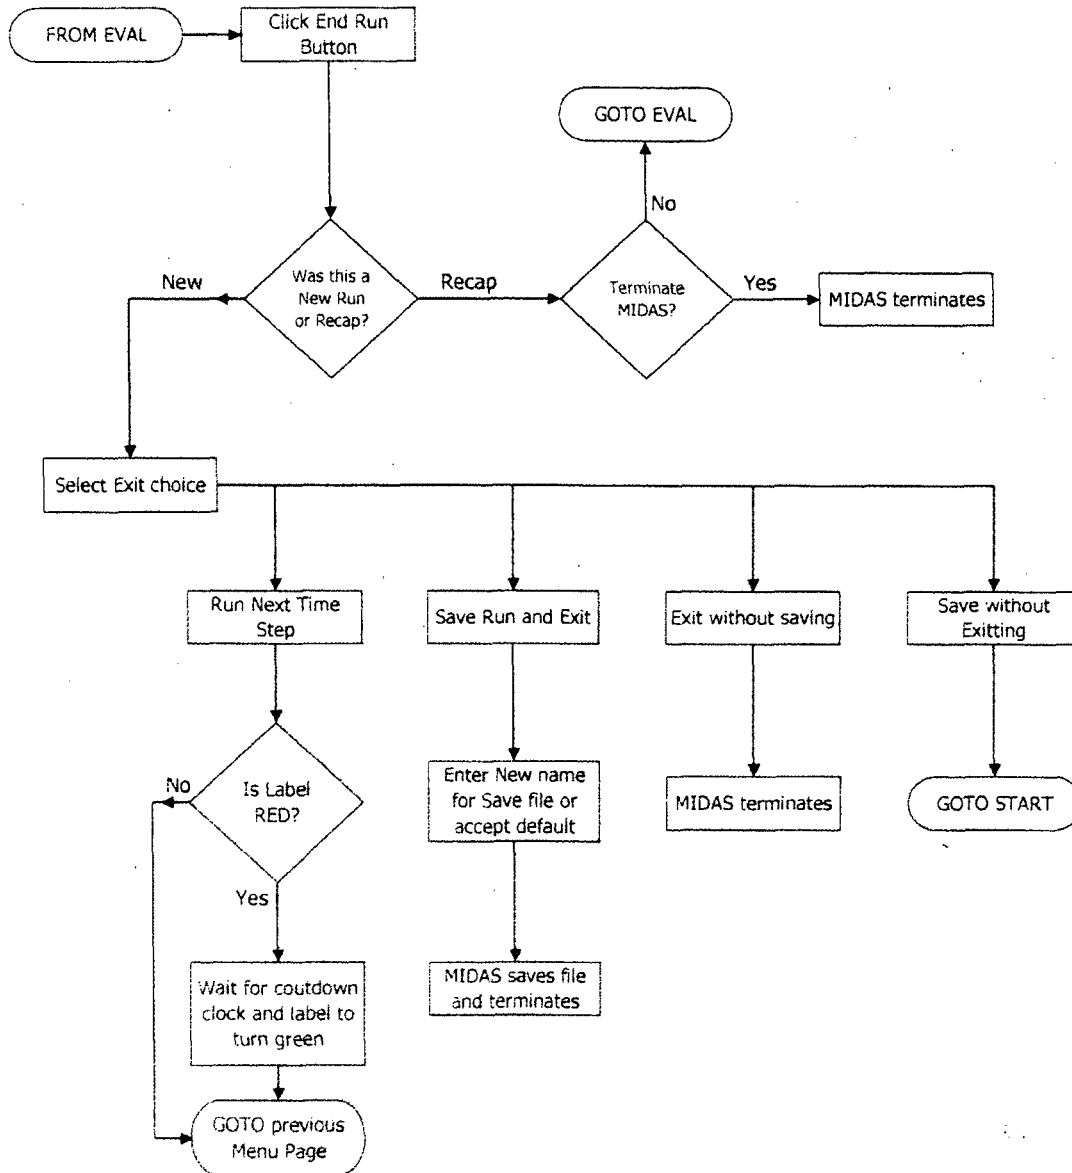 FROM EVAL
Click End Run
Button
GOTO EVAL
No
New
Was this a
New Run
or Recap?
Recap
Terminate
MIDAS?
Yes
MIDAS terminates
Select Exit choice
Run Next Time
Step
Save Run and Exit
Exit without saving
Save without
Exitting
No
Is Label
RED?
Enter New name
for Save file or
accept default
MIDAS terminates
GOTO START
Yes
Wait for coutdown
clock and label to
turn green
MIDAS saves file
and terminates
GOTO previous
Menu Page